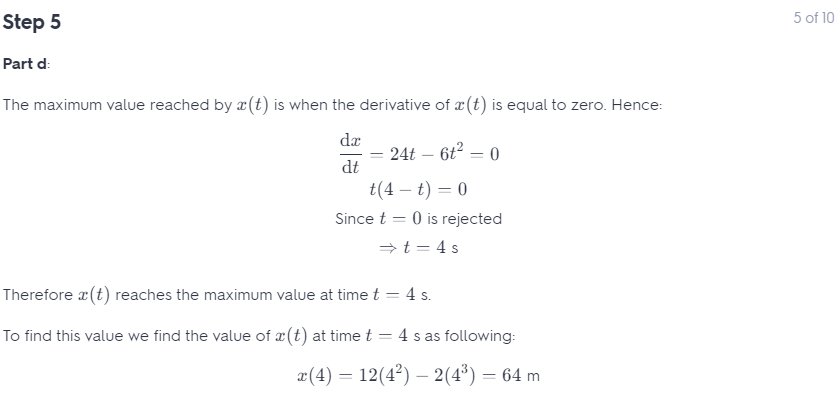 Step 5
5 of 10
Part d:
The maximum value reached by x(t) is when the derivative of x(t) is equal to zero. Hence:
dx/dt = 24t − 6t² = 0
t(4 − t) = 0
Since t = 0 is rejected
⇒ t = 4 s
Therefore x(t) reaches the maximum value at time t = 4 s.
To find this value we find the value of x(t) at time t = 4 s as following:
x(4) = 12(4²) − 2(4³) = 64 m